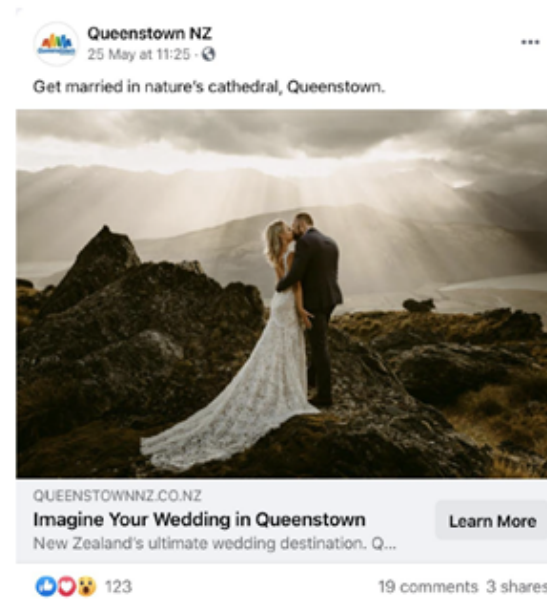 Queenstown NZ
25 May at 11:25 ·
Get married in nature's cathedral, Queenstown.
QUEENSTOWNNZ.CO.NZ
Imagine Your Wedding in Queenstown
Learn More
New Zealand's ultimate wedding destination. Q...
123
19 comments 3 shares